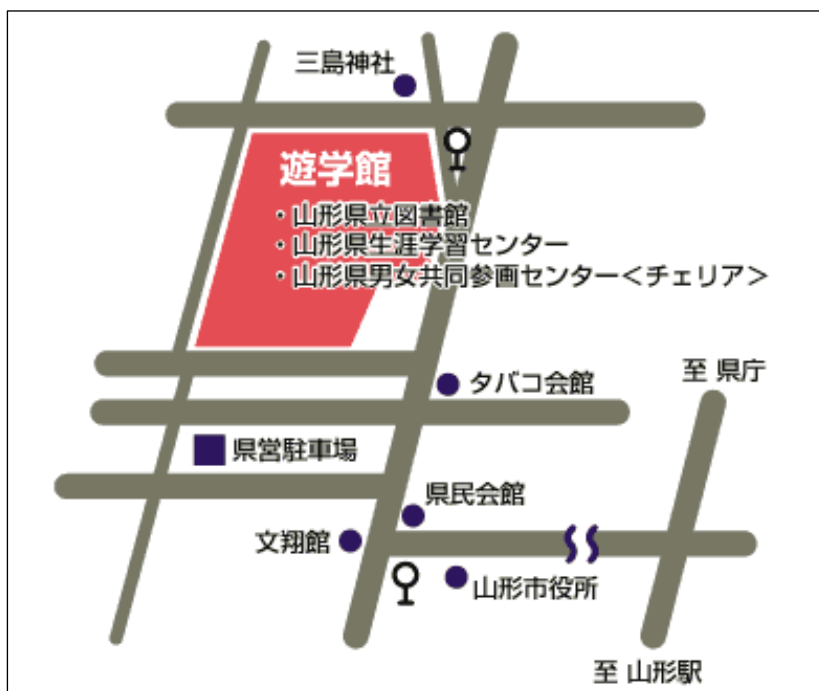 三島神社
遊学館
・山形県立図書館
・山形県生涯学習センター
・山形県男女共同参画センター<チェリア>
至 県庁
タバコ会館
県営駐車場
県民会館
文翔館
山形市役所
至 山形駅